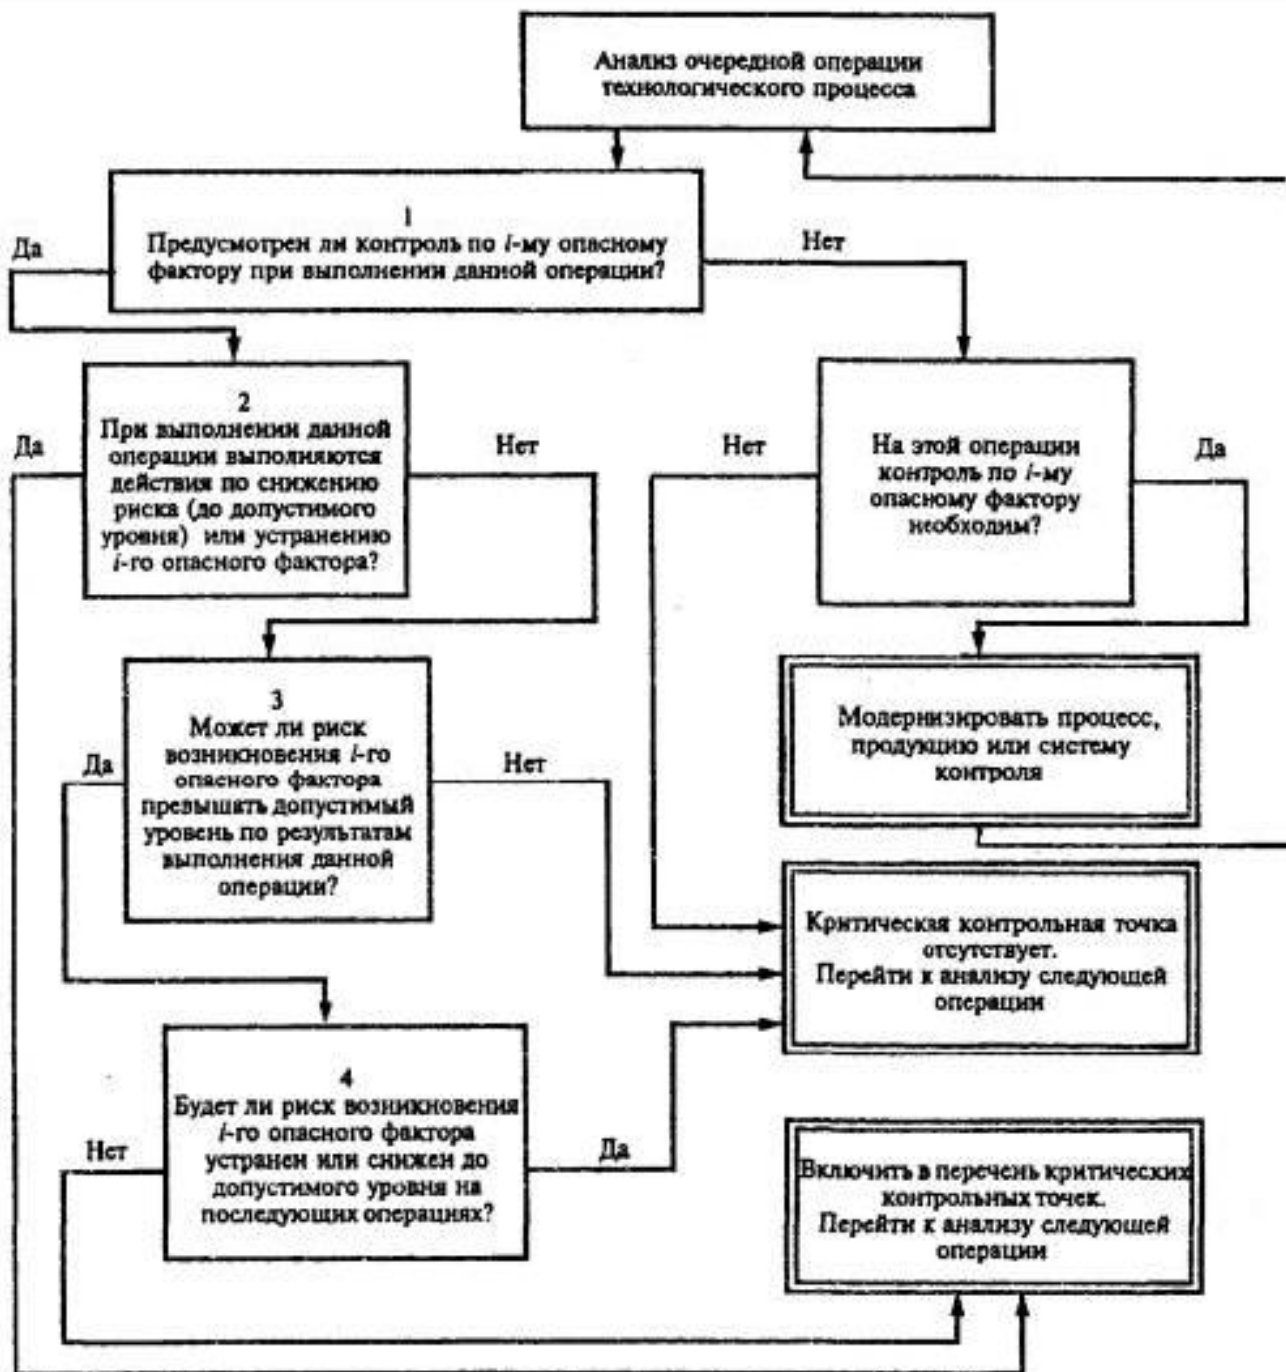 Анализ очередной операции
технологического процесса
1
Предусмотрен ли контроль по i-му опасному
фактору при выполнении данной операции?
Да
Нет
2
При выполнении данной
операции выполняются
действия по снижению
риска (до допустимого
уровня) или устранению
i-го опасного фактора?
Да
Нет
На этой операции
контроль по i-му
опасному фактору
необходим?
Нет
Да
3
Может ли риск
возникновения i-го
опасного фактора
превышать допустимый
уровень по результатам
выполнения данной
операции?
Да
Нет
Модернизировать процесс,
продукцию или систему
контроля
Критическая контрольная точка
отсутствует.
Перейти к анализу следующей
операции
4
Будет ли риск возникновения
i-го опасного фактора
устранен или снижен до
допустимого уровня на
последующих операциях?
Нет
Да
Включить в перечень критических
контрольных точек.
Перейти к анализу следующей
операции